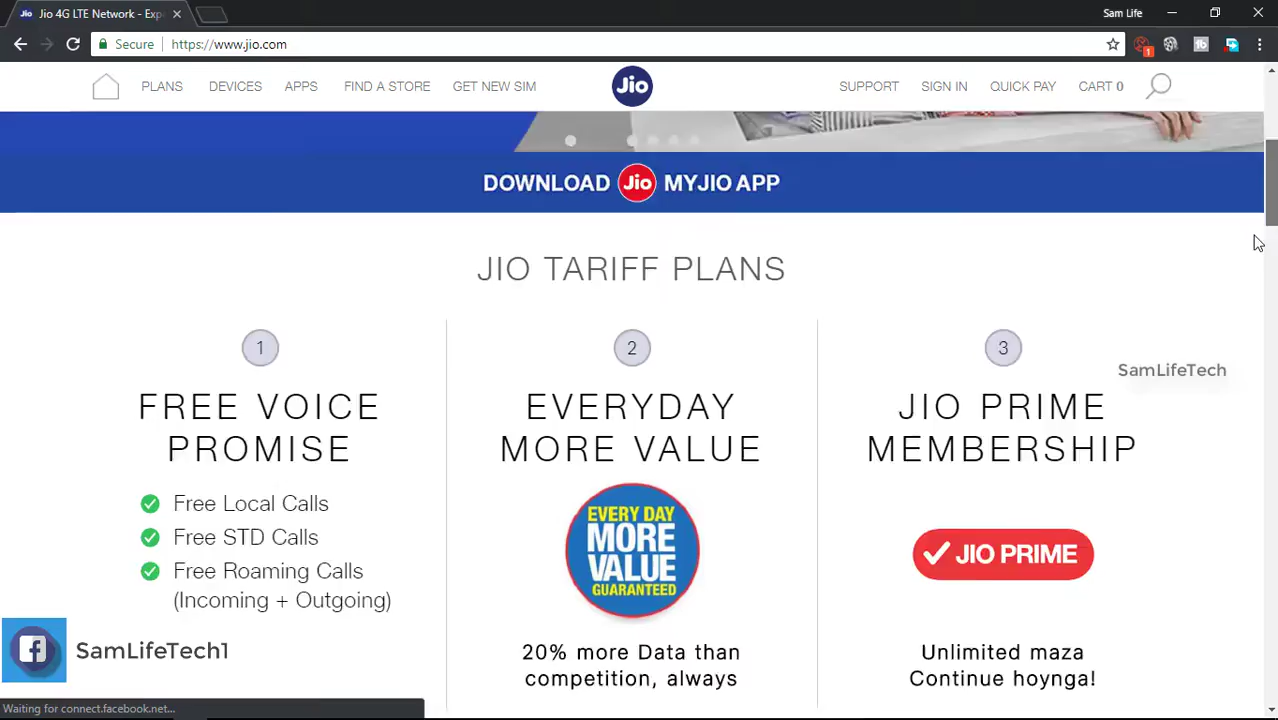 Jio 4G LTE Network - Exp
Sam Life
Secure
https://www.jio.com
PLANS
DEVICES
APPS
FIND A STORE
GET NEW SIM
Jio
SUPPORT
SIGN IN
QUICK PAY
CART 0
DOWNLOAD Jio MYJIO APP
JIO TARIFF PLANS
1
FREE VOICE
PROMISE
Free Local Calls
Free STD Calls
Free Roaming Calls
(Incoming + Outgoing)
2
EVERYDAY
MORE VALUE
EVERY DAY
MORE
VALUE
GUARANTEED
20% more Data than
competition, always
3
JIO PRIME
MEMBERSHIP
JIO PRIME
Unlimited maza
Continue hoynga!
SamLifeTech
SamLifeTech1
Waiting for connect.facebook.net...